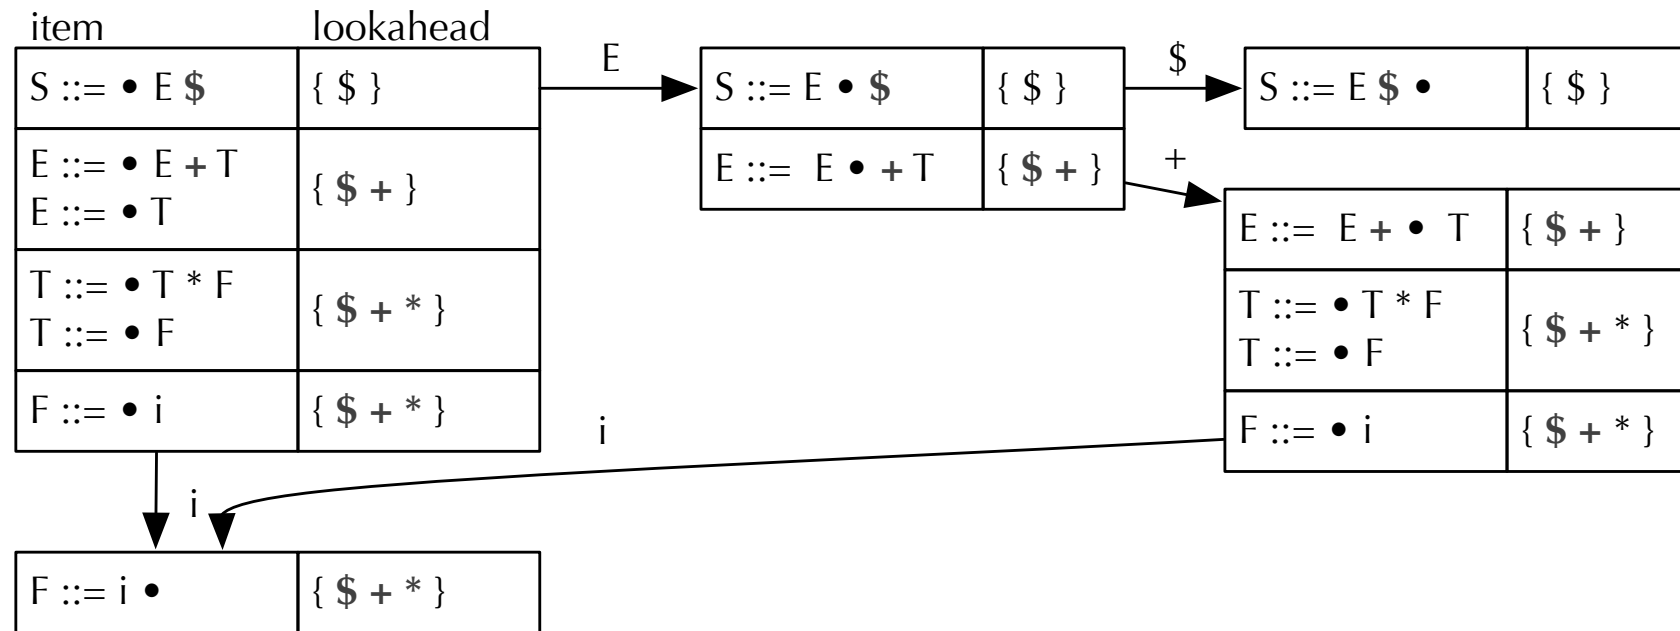 item lookahead
S ::= • E $ { $ }
E ::= • E + T
E ::= • T
{ $ + }
T ::= • T * F
T ::= • F
{ $ + * }
F ::= • i { $ + * }
E
S ::= E • $ { $ }
E ::= E • + T { $ + }
$
S ::= E $ • { $ }
+
E ::= E + • T { $ + }
T ::= • T * F
T ::= • F
{ $ + * }
F ::= • i { $ + * }
i
i
F ::= i • { $ + * }